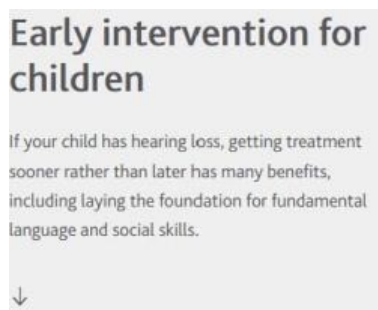 Early intervention for
children
If your child has hearing loss, getting treatment
sooner rather than later has many benefits,
including laying the foundation for fundamental
language and social skills.